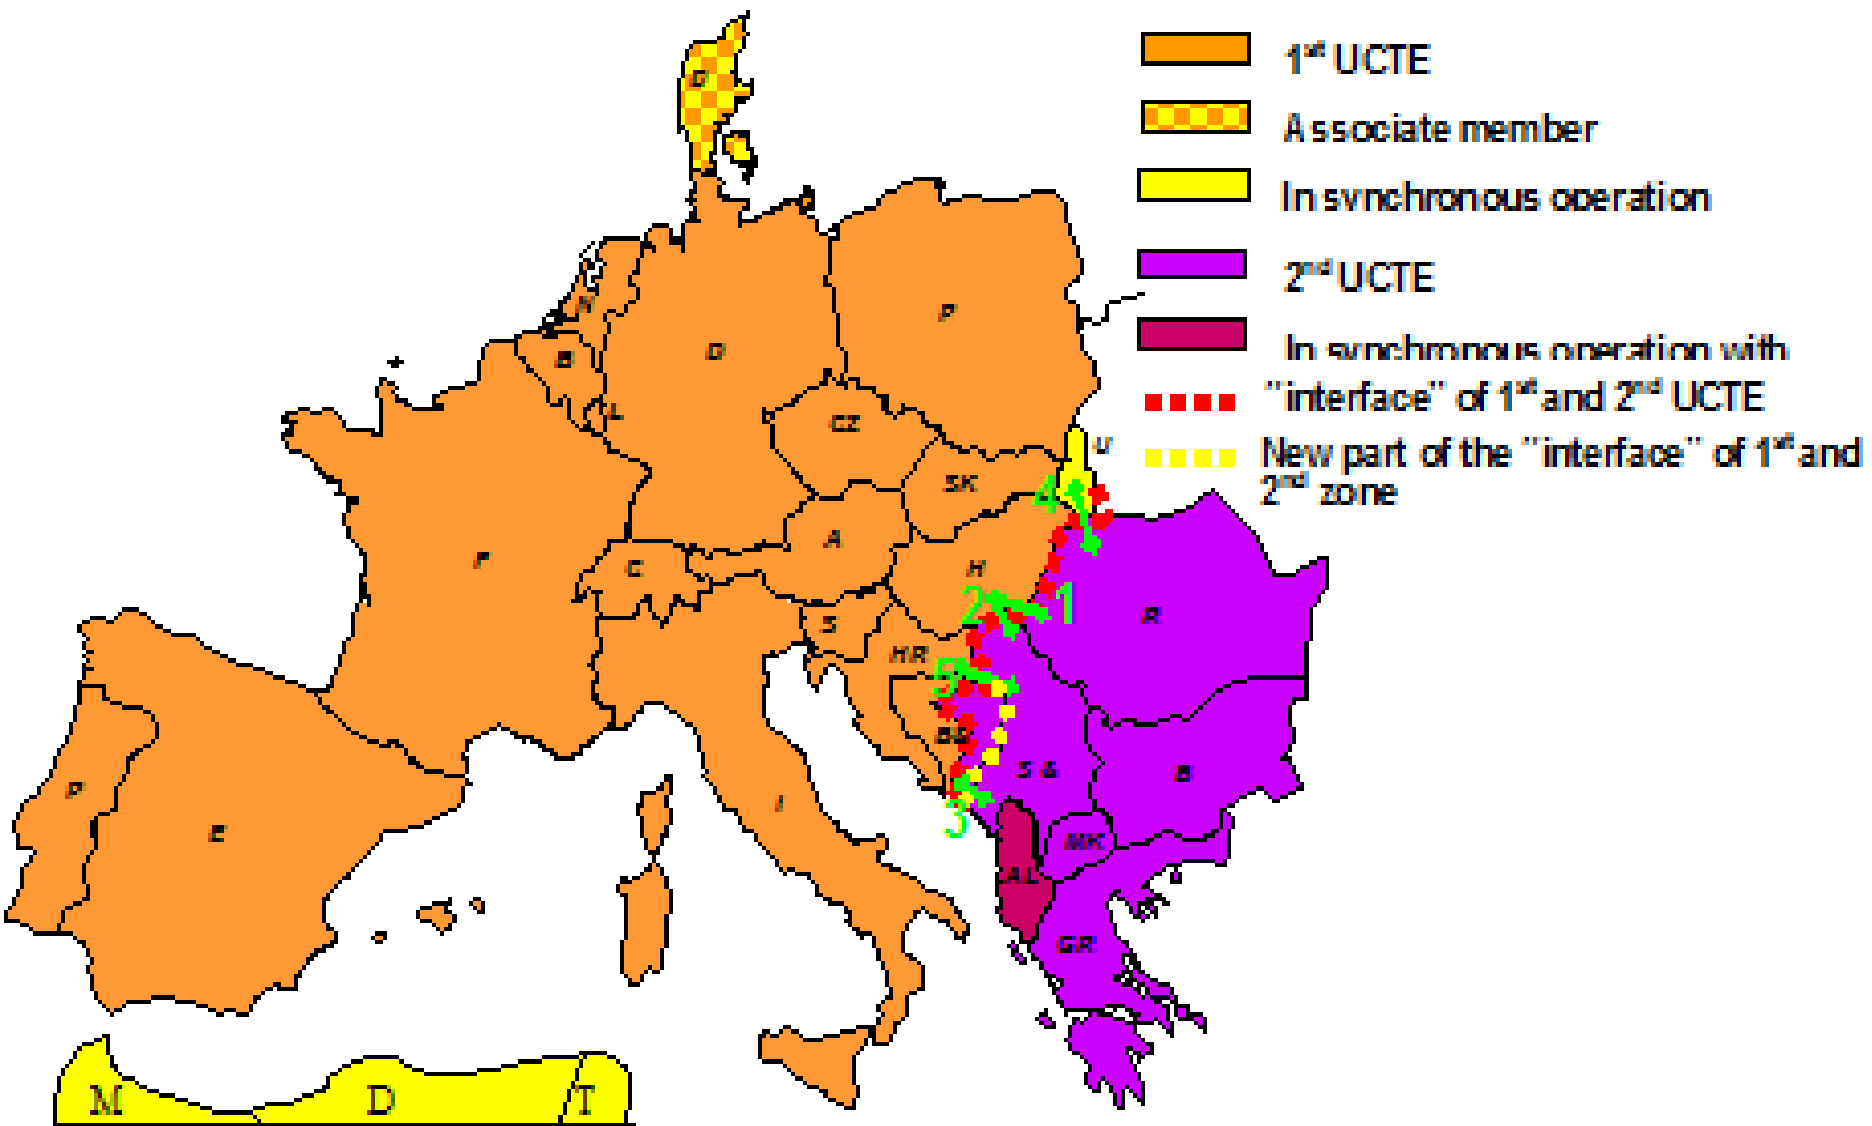 1st UCTE
Associate member
In synchronous operation
2nd UCTE
In synchronous operation with
"interface" of 1st and 2nd UCTE
New part of the "interface" of 1st and
2nd zone
D
N
B
D
P
L
CZ
U
SK
4
F
C
A
H
2
1
S
HR
5
R
P
E
I
S &
B
3
MK
AL
GR
M
D
T